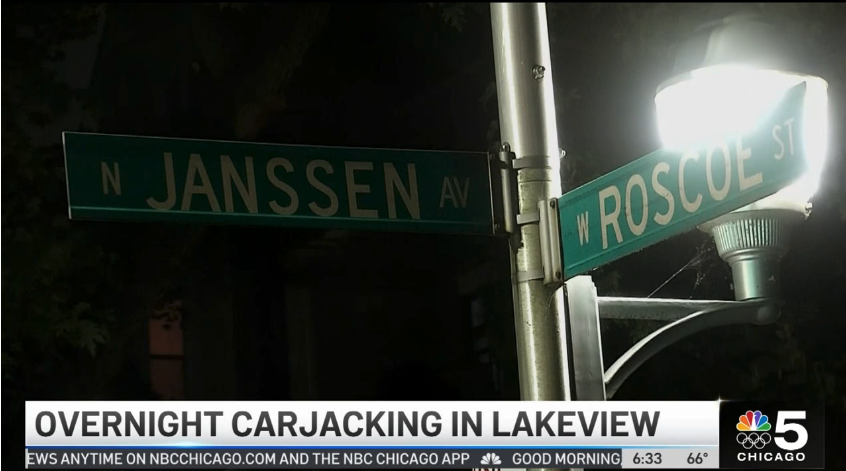 N JANSSEN AV
W ROSCOE ST
OVERNIGHT CARJACKING IN LAKEVIEW
EWS ANYTIME ON NBCCHICAGO.COM AND THE NBC CHICAGO APP GOOD MORNING 6:33 66°
5
CHICAGO